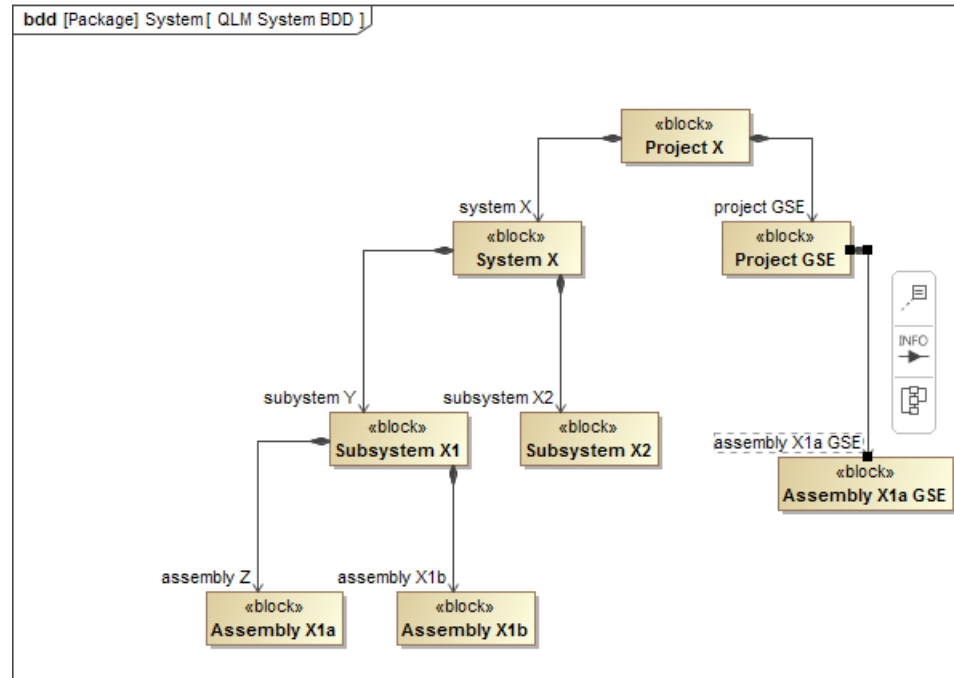 bdd [Package] System [ QLM System BDD ]
«block»
Project X
system X
project GSE
«block»
System X
«block»
Project GSE
INFO
subystem Y
subsystem X2
«block»
Subsystem X1
«block»
Subsystem X2
assembly X1a GSE
«block»
Assembly X1a GSE
assembly Z
assembly X1b
«block»
Assembly X1a
«block»
Assembly X1b